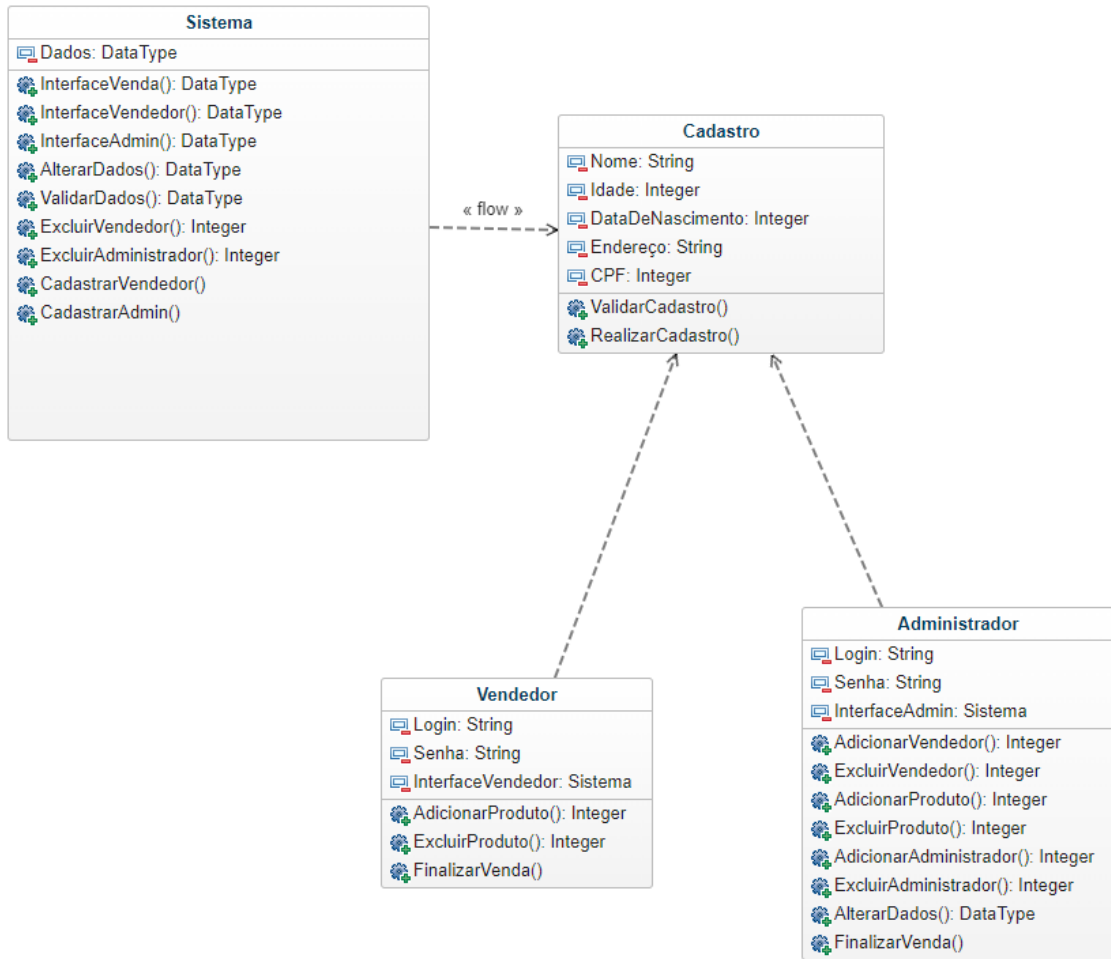 Sistema
Dados: DataType
InterfaceVenda(): DataType
InterfaceVendedor(): DataType
InterfaceAdmin(): DataType
AlterarDados(): DataType
ValidarDados(): DataType
ExcluirVendedor(): Integer
ExcluirAdministrador(): Integer
CadastrarVendedor()
CadastrarAdmin()
« flow »
Cadastro
Nome: String
Idade: Integer
DataDeNascimento: Integer
Endereço: String
CPF: Integer
ValidarCadastro()
RealizarCadastro()
Vendedor
Login: String
Senha: String
InterfaceVendedor: Sistema
AdicionarProduto(): Integer
ExcluirProduto(): Integer
FinalizarVenda()
Administrador
Login: String
Senha: String
InterfaceAdmin: Sistema
AdicionarVendedor(): Integer
ExcluirVendedor(): Integer
AdicionarProduto(): Integer
ExcluirProduto(): Integer
AdicionarAdministrador(): Integer
ExcluirAdministrador(): Integer
AlterarDados(): DataType
FinalizarVenda()